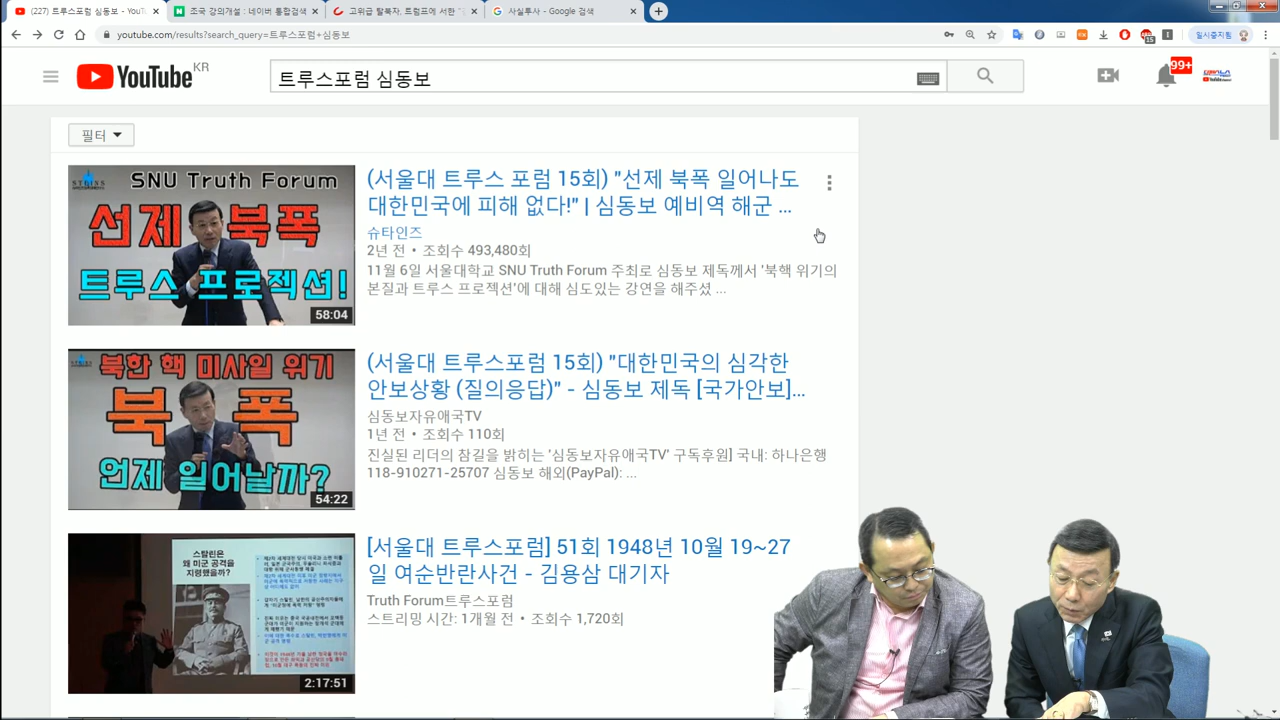 (227) 트루스포럼 심동보 - YouT
조국 강의개설 : 네이버 통합검색
고위급 탈북자, 트럼프에 서한 "
사실투사 - Google 검색
youtube.com/results?search_query=트루스포럼+심동보
15
일시중지됨
YouTube KR
트루스포럼 심동보
99+
필터
SNU Truth Forum
선제 북폭
트루스 프로젝션!
58:04
(서울대 트루스 포럼 15회) "선제 북폭 일어나도
대한민국에 피해 없다!" | 심동보 예비역 해군 ...
슈타인즈
2년 전 • 조회수 493,480회
11월 6일 서울대학교 SNU Truth Forum 주최로 심동보 제독께서 '북핵 위기의
본질과 트루스 프로젝션'에 대해 심도있는 강연을 해주셨 ...
북한 핵 미사일 위기
북 폭
언제 일어날까?
54:22
(서울대 트루스포럼 15회) "대한민국의 심각한
안보상황 (질의응답)" - 심동보 제독 [국가안보]...
심동보자유애국TV
1년 전 • 조회수 110회
진실된 리더의 참길을 밝히는 '심동보자유애국TV' 구독후원] 국내: 하나은행
118-910271-25707 심동보 해외(PayPal): ...
스탈린은
왜 미군 공격을
지령했을까?
2:17:51
[서울대 트루스포럼] 51회 1948년 10월 19~27
일 여순반란사건 - 김용삼 대기자
Truth Forum트루스포럼
스트리밍 시간: 1개월 전 • 조회수 1,720회